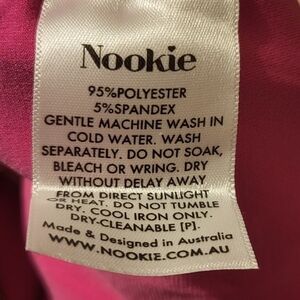 Nookie
95%POLYESTER
5%SPANDEX
GENTLE MACHINE WASH IN
COLD WATER. WASH
SEPARATELY. DO NOT SOAK,
BLEACH OR WRING. DRY
WITHOUT DELAY AWAY
FROM DIRECT SUNLIGHT
OR HEAT. DO NOT TUMBLE
DRY. COOL IRON ONLY.
DRY-CLEANABLE [P].
Made & Designed in Australia
WWW.NOOKIE.COM.AU